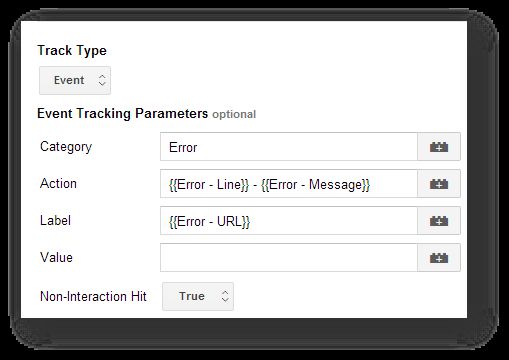 Track Type
Event
Event Tracking Parameters optional
Category Error
Action {{Error - Line}} - {{Error - Message}}
Label {{Error - URL}}
Value
Non-Interaction Hit True